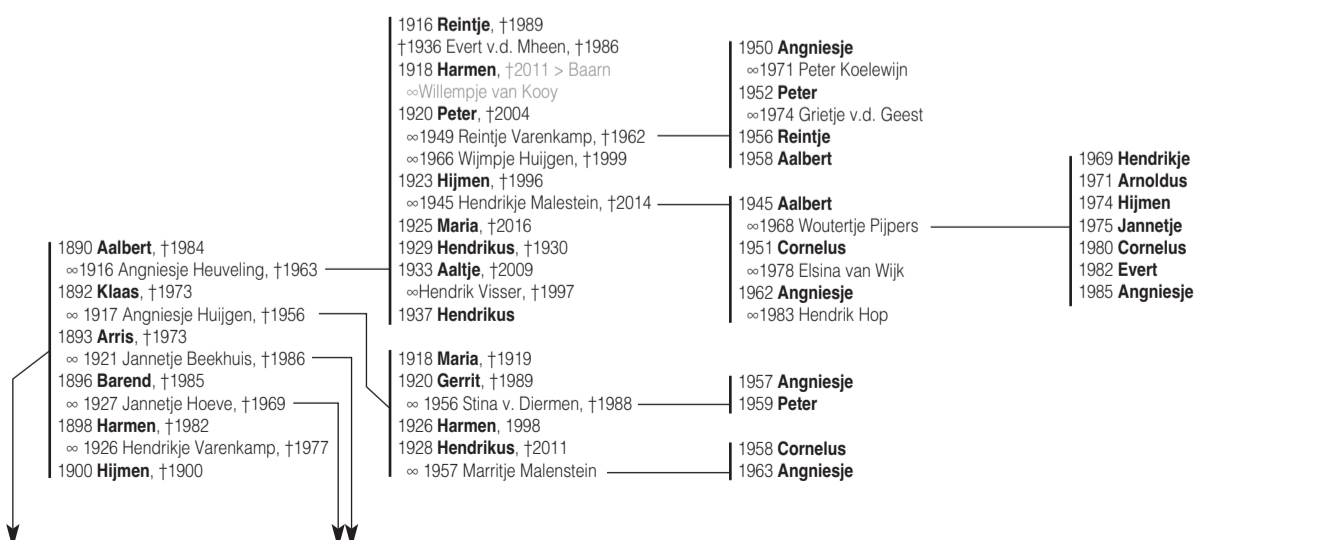 1890 Aalbert, †1984
∞1916 Angniesje Heuveling, †1963
1892 Klaas, †1973
∞ 1917 Angniesje Huijgen, †1956
1893 Arris, †1973
∞ 1921 Jannetje Beekhuis, †1986
1896 Barend, †1985
∞ 1927 Jannetje Hoeve, †1969
1898 Harmen, †1982
∞ 1926 Hendrikje Varenkamp, †1977
1900 Hijmen, †1900
1916 Reintje, †1989
†1936 Evert v.d. Mheen, †1986
1918 Harmen, †2011 > Baarn
∞Willempje van Kooy
1920 Peter, †2004
∞1949 Reintje Varenkamp, †1962
∞1966 Wijmpje Huijgen, †1999
1923 Hijmen, †1996
∞1945 Hendrikje Malestein, †2014
1925 Maria, †2016
1929 Hendrikus, †1930
1933 Aaltje, †2009
∞Hendrik Visser, †1997
1937 Hendrikus
1918 Maria, †1919
1920 Gerrit, †1989
∞ 1956 Stina v. Diermen, †1988
1926 Harmen, 1998
1928 Hendrikus, †2011
∞ 1957 Marritje Malenstein
1950 Angniesje
∞1971 Peter Koelewijn
1952 Peter
∞1974 Grietje v.d. Geest
1956 Reintje
1958 Aalbert
1945 Aalbert
∞1968 Woutertje Pijpers
1951 Cornelus
∞1978 Elsina van Wijk
1962 Angniesje
∞1983 Hendrik Hop
1957 Angniesje
1959 Peter
1958 Cornelus
1963 Angniesje
1969 Hendrikje
1971 Arnoldus
1974 Hijmen
1975 Jannetje
1980 Cornelus
1982 Evert
1985 Angniesje